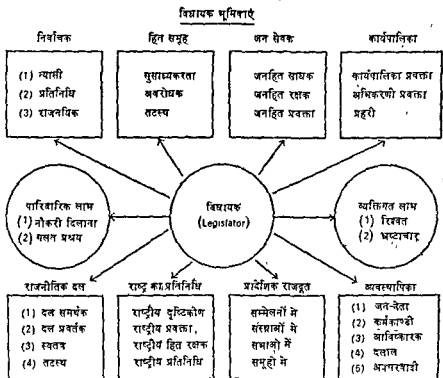 विधायक भूमिकाएं
निर्वाचक
(1) न्यासी
(2) प्रतिनिधि
(3) राजनयिक
हित समूह
सुसाध्यकरता
अवरोधक
तटस्थ
जन सेवक
जनहित साधक
जनहित रक्षक
जनहित प्रवक्ता
कार्यपालिका
कार्यपालिका प्रवक्ता
अभिकरणी प्रवक्ता
प्रहरी
पारिवारिक लाभ
(1) नौकरी दिलाना
(2) गलत प्रश्रय
विधायक
(Legislator)
व्यक्तिगत लाभ
(1) रिश्वत
(2) भ्रष्टाचार
राजनीतिक दल
(1) दल समर्थक
(2) दल प्रवर्तक
(3) स्वतंत्र
(4) तटस्थ
राष्ट्र का प्रतिनिधि
राष्ट्रीय दृष्टिकोण
राष्ट्रीय प्रवक्ता,
राष्ट्रीय हित रक्षक
राष्ट्रीय प्रतिनिधि
प्रादेशिक राजदूत
सम्मेलनों में
संस्थाओं में
सभाओं में
समूहों में
व्यवस्थापिका
(1) जन-नेता
(2) कर्मकाण्डी
(3) आविष्कारक
(4) दलाल
(5) अवसरवादी